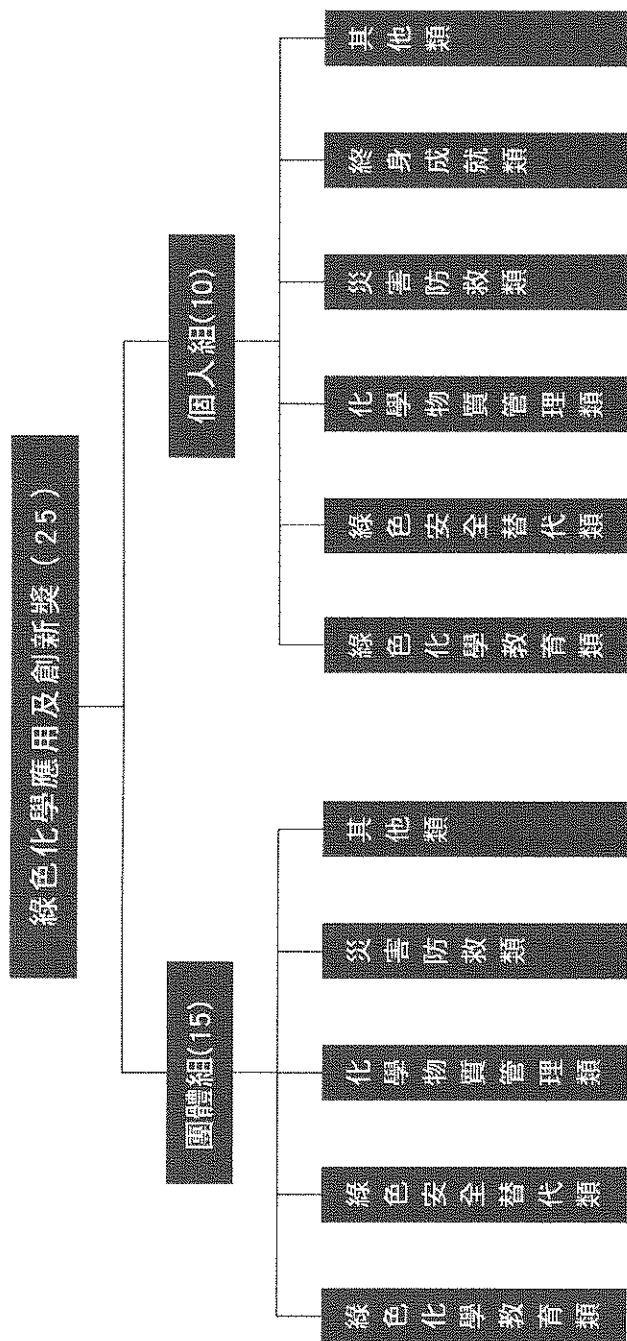 綠色化學應用及創新獎(25)
團體組(15)
綠色化學教育類
綠色安全替代類
化學物質管理類
災害防救類
其他類
個人組(10)
綠色化學教育類
綠色安全替代類
化學物質管理類
災害防救類
終身成就類
其他類